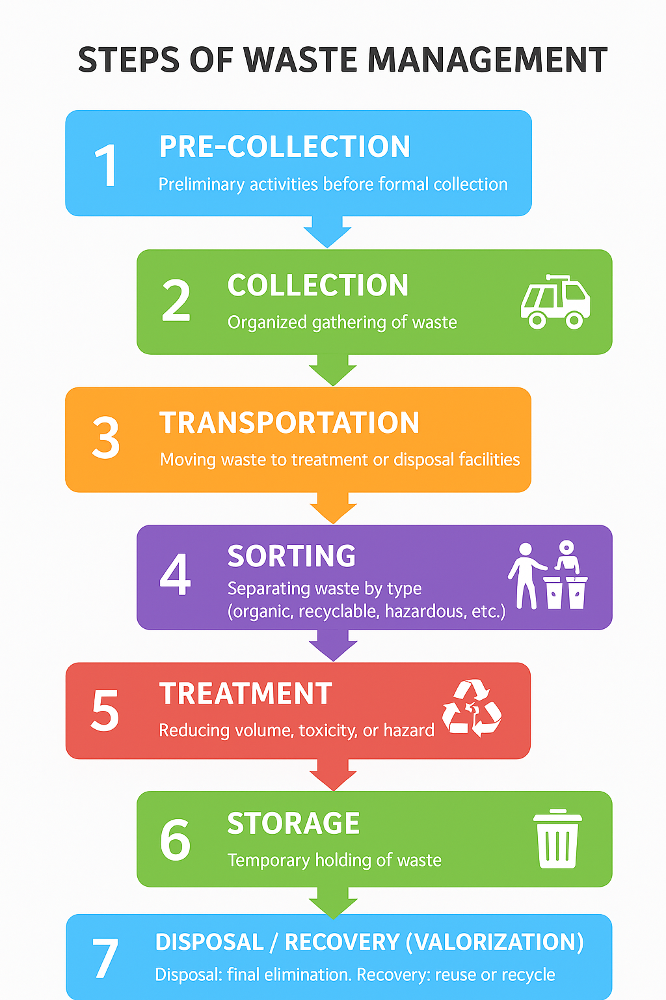 STEPS OF WASTE MANAGEMENT
1
PRE-COLLECTION
Preliminary activities before formal collection
2
COLLECTION
Organized gathering of waste
3
TRANSPORTATION
Moving waste to treatment or disposal facilities
4
SORTING
Separating waste by type
(organic, recyclable, hazardous, etc.)
5
TREATMENT
Reducing volume, toxicity, or hazard
6
STORAGE
Temporary holding of waste
7
DISPOSAL / RECOVERY (VALORIZATION)
Disposal: final elimination. Recovery: reuse or recycle